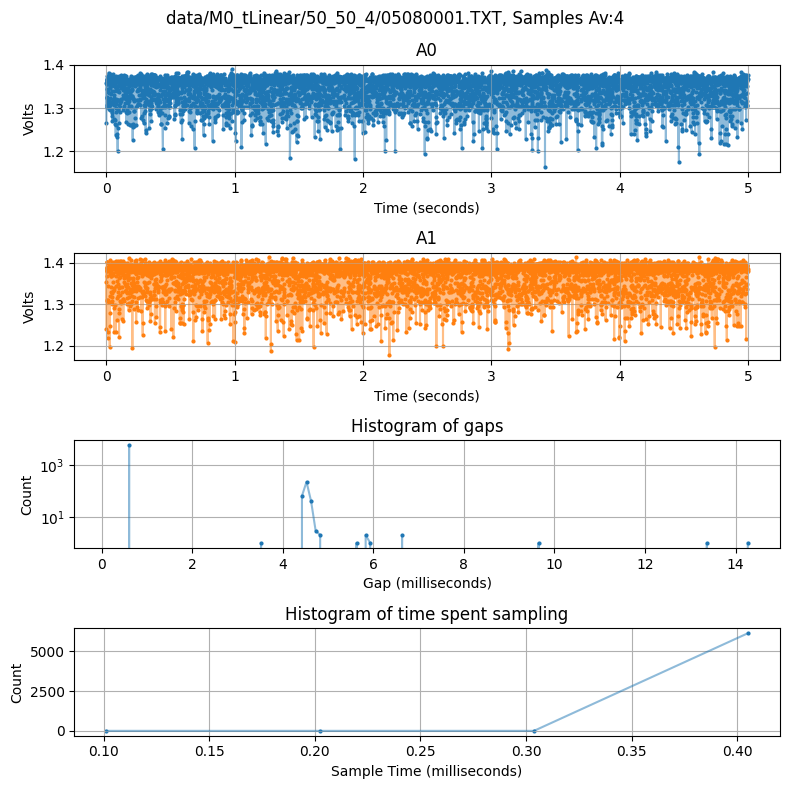 data/M0_tLinear/50_50_4/05080001.TXT, Samples Av:4
A0
1.4
1.3
1.2
Volts
0 1 2 3 4 5
Time (seconds)
A1
1.4
1.3
1.2
Volts
0 1 2 3 4 5
Time (seconds)
Histogram of gaps
10³
10¹
Count
0 2 4 6 8 10 12 14
Gap (milliseconds)
Histogram of time spent sampling
5000
2500
0
Count
0.10 0.15 0.20 0.25 0.30 0.35 0.40
Sample Time (milliseconds)